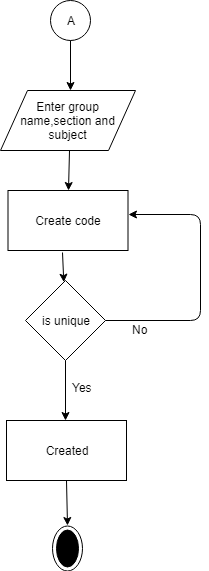 A
Enter group
name,section and
subject
Create code
is unique
No
Yes
Created